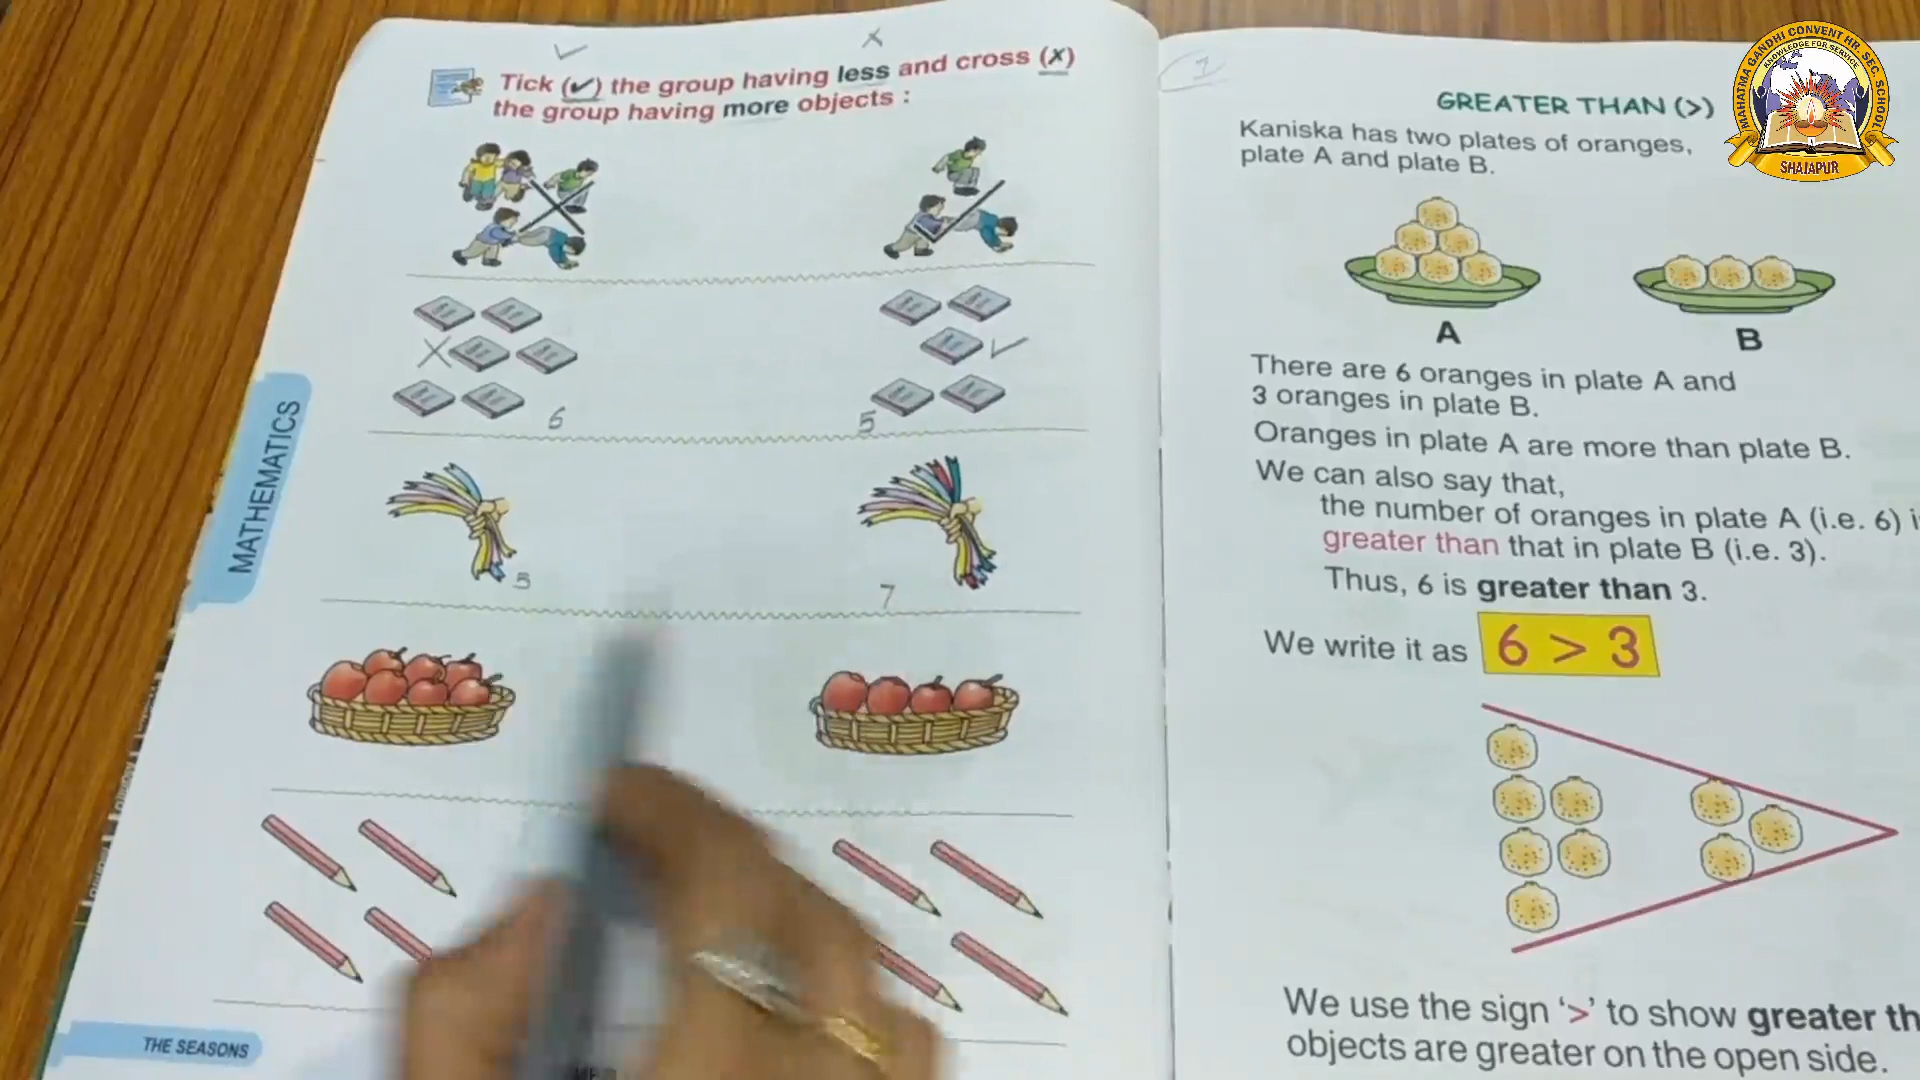 ✓ ✗
Tick (✓) the group having less and cross (✗)
the group having more objects :
6
5
5
7
MATHEMATICS
THE SEASONS
7
GREATER THAN (>)
Kaniska has two plates of oranges,
plate A and plate B.
A
B
There are 6 oranges in plate A and
3 oranges in plate B.
Oranges in plate A are more than plate B.
We can also say that,
the number of oranges in plate A (i.e. 6) i
greater than that in plate B (i.e. 3).
Thus, 6 is greater than 3.
We write it as 6 > 3
We use the sign ‘>’ to show greater th
objects are greater on the open side.
MAHATMA GANDHI CONVENT HR. SEC. SCHOOL
KNOWLEDGE FOR SERVICE
SHAJAPUR